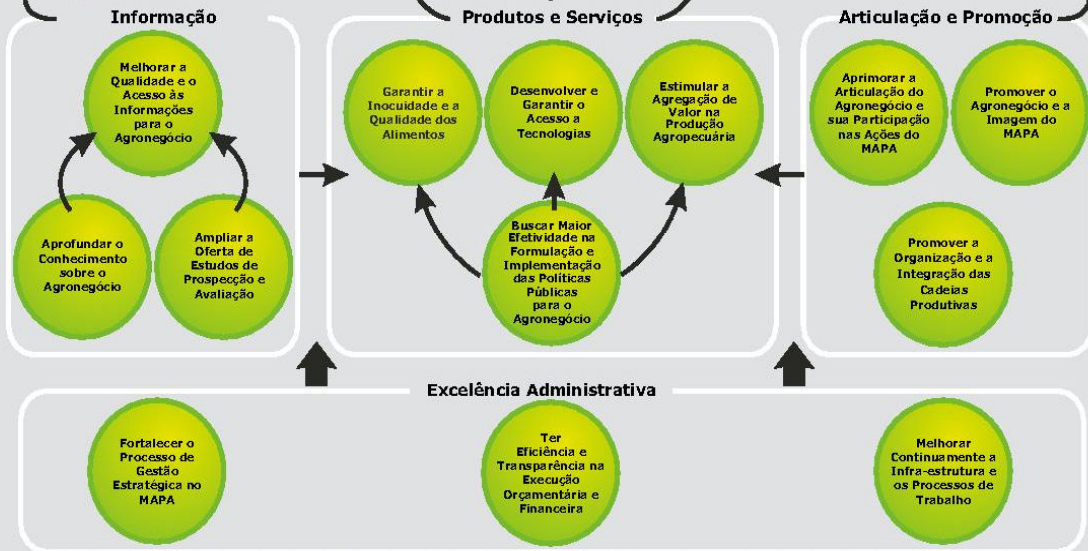 Informação
Melhorar a
Qualidade e o
Acesso às
Informações
para o
Agronegócio
Aprofundar o
Conhecimento
sobre o
Agronegócio
Ampliar a
Oferta de
Estudos de
Prospecção e
Avaliação
Produtos e Serviços
Garantir a
Inocuidade e a
Qualidade dos
Alimentos
Desenvolver e
Garantir o
Acesso a
Tecnologias
Estimular a
Agregação de
Valor na
Produção
Agropecuária
Buscar Maior
Efetividade na
Formulação e
Implementação
das Políticas
Públicas
para o
Agronegócio
Articulação e Promoção
Aprimorar a
Articulação do
Agronegócio e
sua Participação
nas Ações do
MAPA
Promover o
Agronegócio e a
Imagem do
MAPA
Promover a
Organização e a
Integração das
Cadeias
Produtivas
Excelência Administrativa
Fortalecer o
Processo de
Gestão
Estratégica no
MAPA
Ter
Eficiência e
Transparência na
Execução
Orçamentária e
Financeira
Melhorar
Continuamente a
Infra-estrutura e
os Processos de
Trabalho